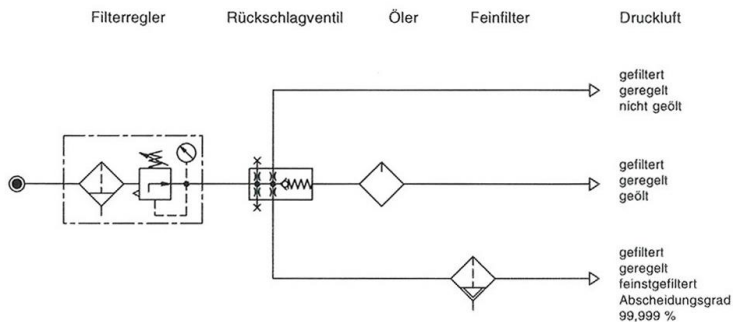 Filterregler Rückschlagventil Öler Feinfilter Druckluft
gefiltert
geregelt
nicht geölt
gefiltert
geregelt
geölt
gefiltert
geregelt
feinstgefiltert
Abscheidungsgrad
99,999 %